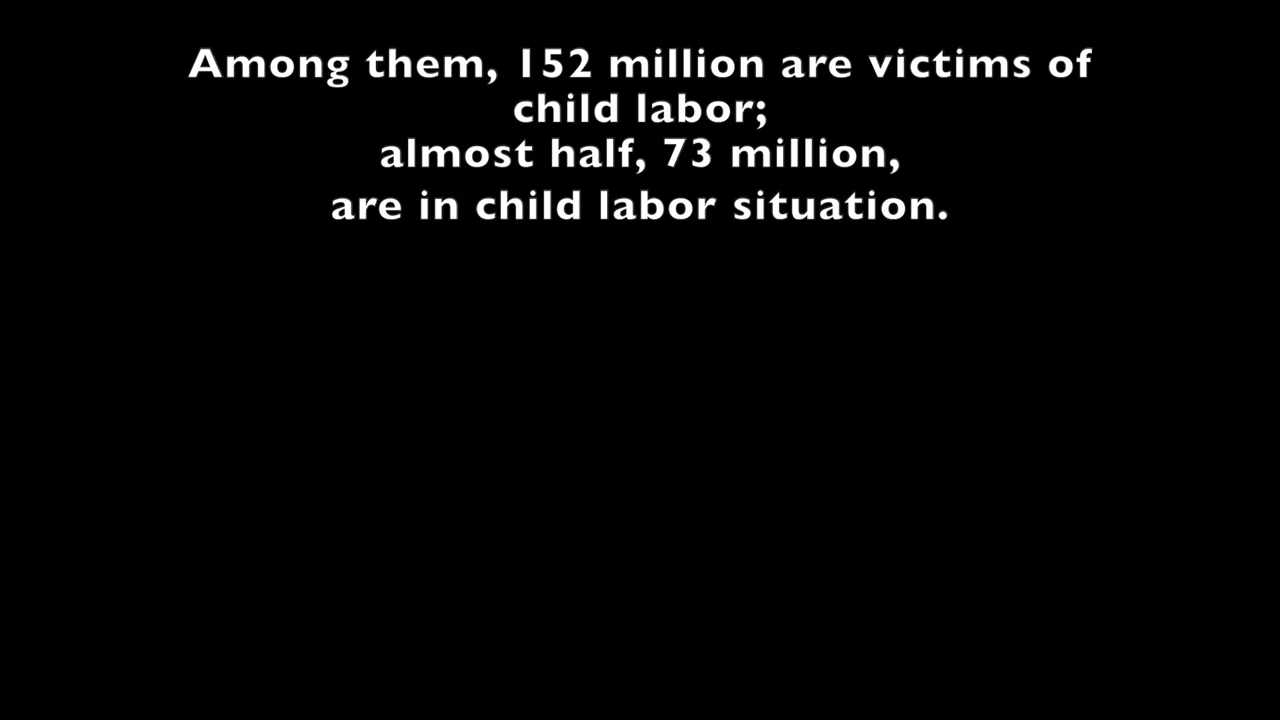 Among them, 152 million are victims of
child labor;
almost half, 73 million,
are in child labor situation.